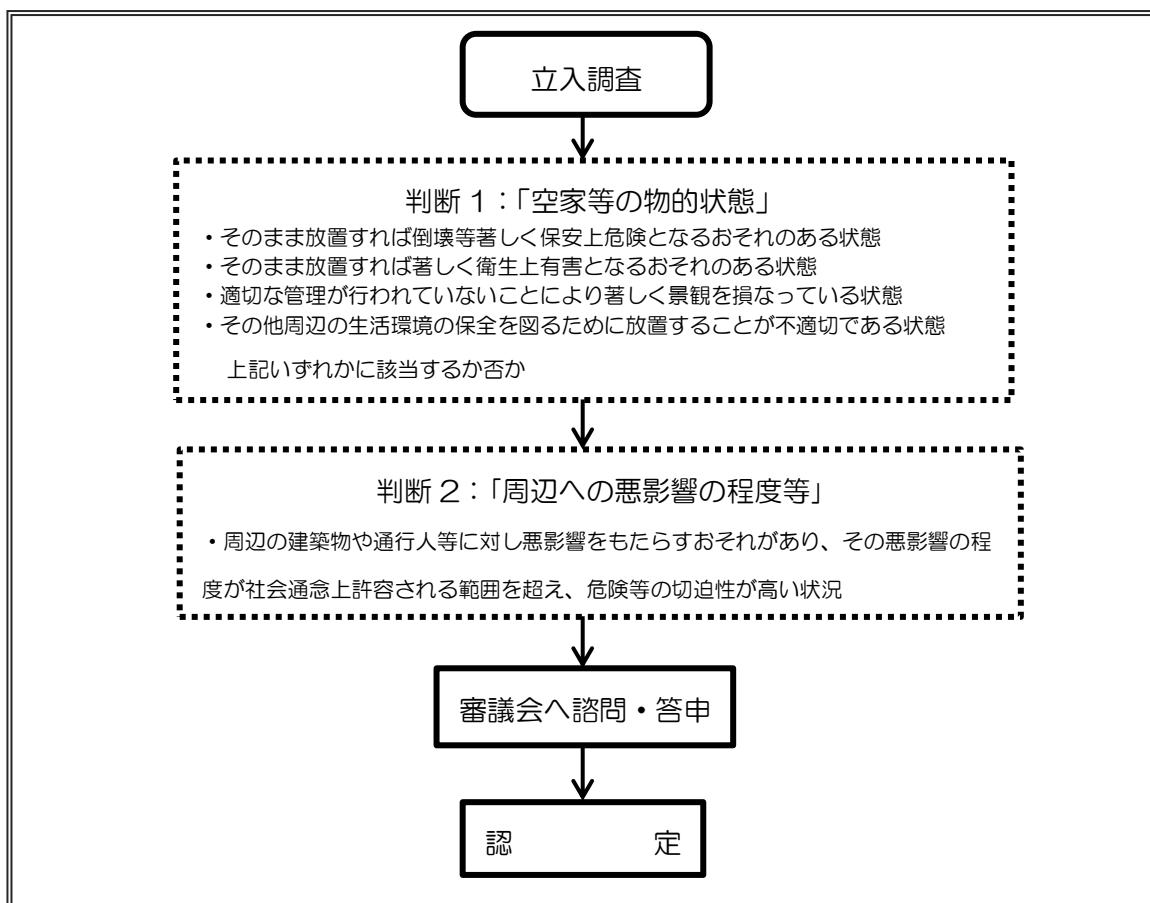 立入調査
判断1：「空家等の物的状態」
・そのまま放置すれば倒壊等著しく保安上危険となるおそれのある状態
・そのまま放置すれば著しく衛生上有害となるおそれのある状態
・適切な管理が行われていないことにより著しく景観を損なっている状態
・その他周辺の生活環境の保全を図るために放置することが不適切である状態
上記いずれかに該当するか否か
判断2：「周辺への悪影響の程度等」
・周辺の建築物や通行人等に対し悪影響をもたらすおそれがあり、その悪影響の程
度が社会通念上許容される範囲を超え、危険等の切迫性が高い状況
審議会へ諮問・答申
認　　　　定